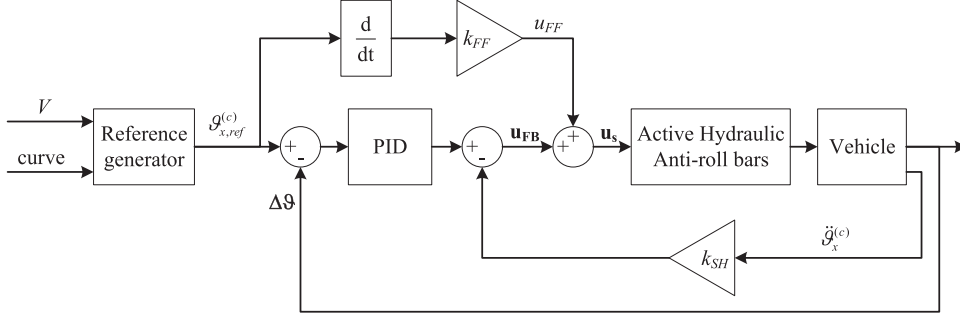 d
dt
k_FF
u_FF
V
curve
Reference
generator
ϑ_{x,ref}^{(c)}
+
-
Δϑ
PID
+
-
u_FB
+
+
u_s
Active Hydraulic
Anti-roll bars
Vehicle
k_SH
ϑ̈_x^{(c)}